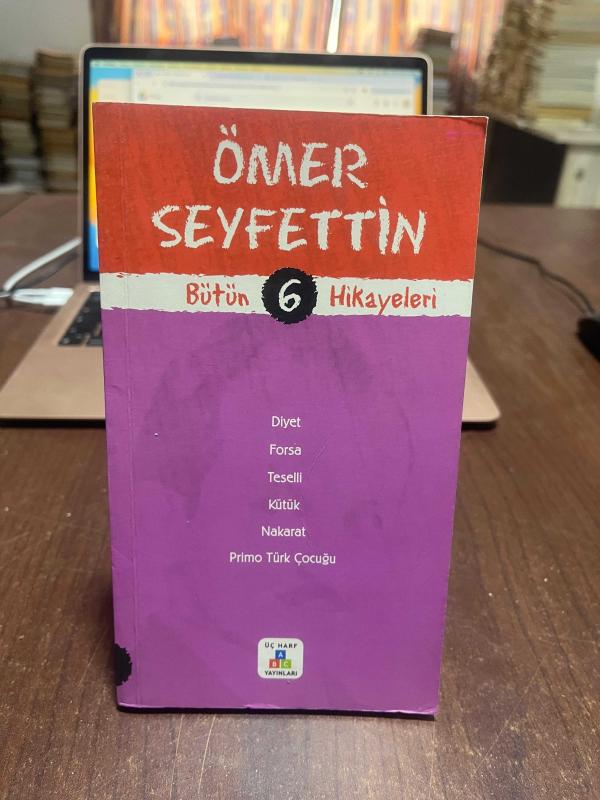 ÖMER
SEYFETTİN
Bütün 6 Hikayeleri
Diyet
Forsa
Teselli
Kütük
Nakarat
Primo Türk Çocuğu
ÜÇ HARF
A
B C
YAYINLARI